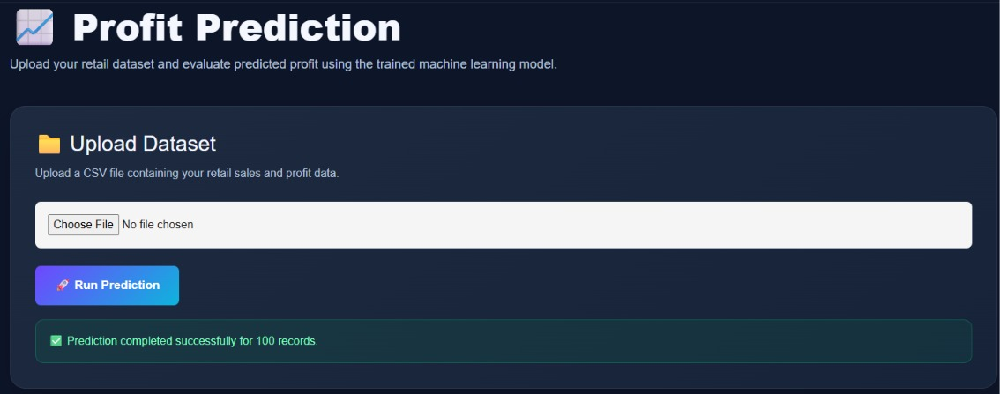 Profit Prediction
Upload your retail dataset and evaluate predicted profit using the trained machine learning model.
Upload Dataset
Upload a CSV file containing your retail sales and profit data.
Choose File No file chosen
Run Prediction
Prediction completed successfully for 100 records.